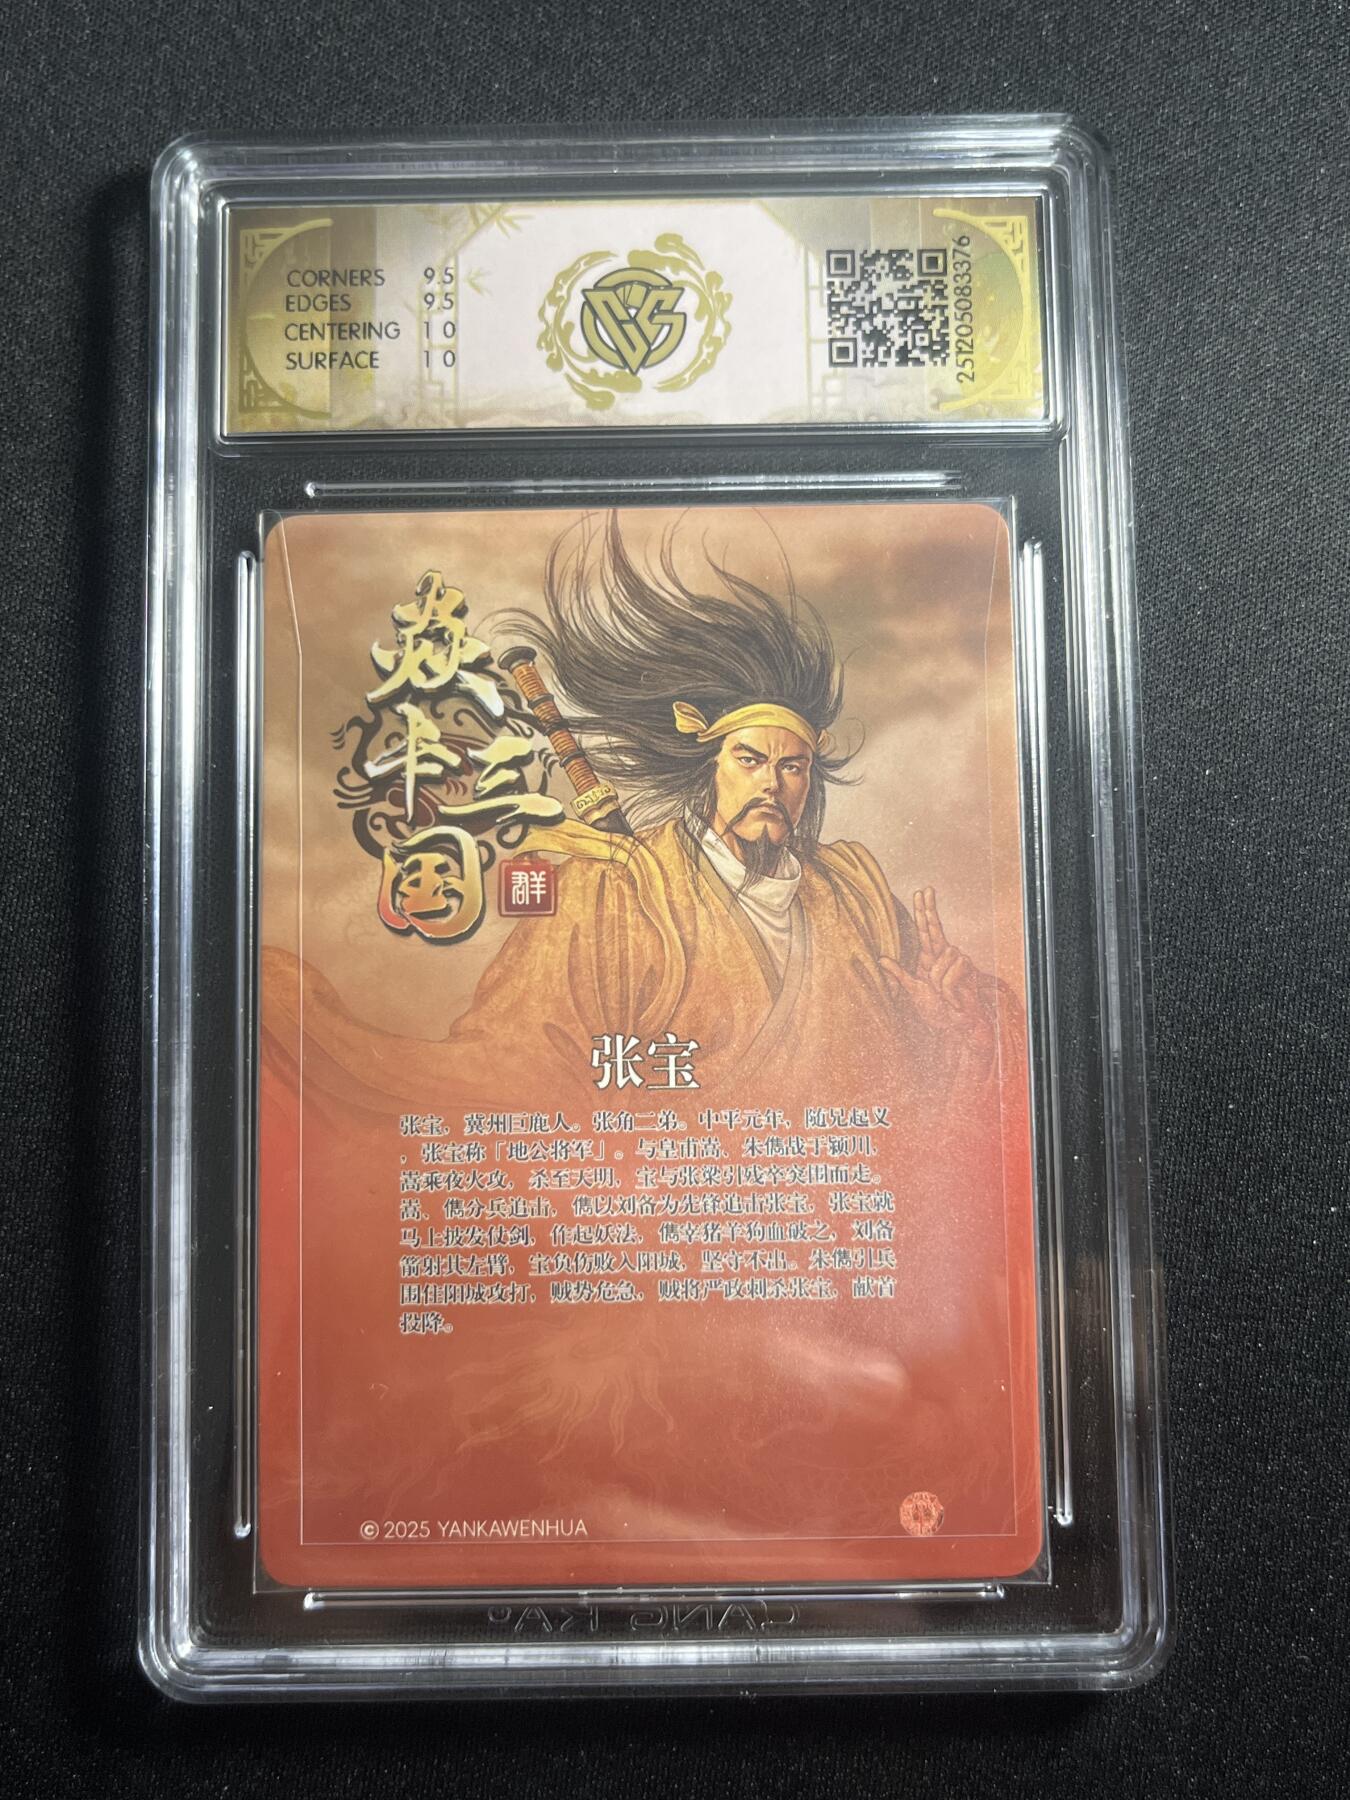 CORNERS 9.5
EDGES 9.5
CENTERING 10
SURFACE 10
CCS
2512050833376
焱
卡三
国
群
张宝
张宝，冀州巨鹿人。张角二弟。中平元年，随兄起义
，张宝称「地公将军」。与皇甫嵩、朱儁战于颍川，
嵩乘夜火攻，杀至天明，宝与张梁引残卒突围而走。
嵩、儁分兵追击，儁以刘备为先锋追击张宝，张宝就
马上披发仗剑，作起妖法，儁宰猪羊狗血破之，刘备
箭射其左臂，宝负伤败入阳城，坚守不出。朱儁引兵
围住阳城攻打，贼势危急，贼将严政刺杀张宝，献首
投降。
© 2025 YANKAWENHUA
CANG KA